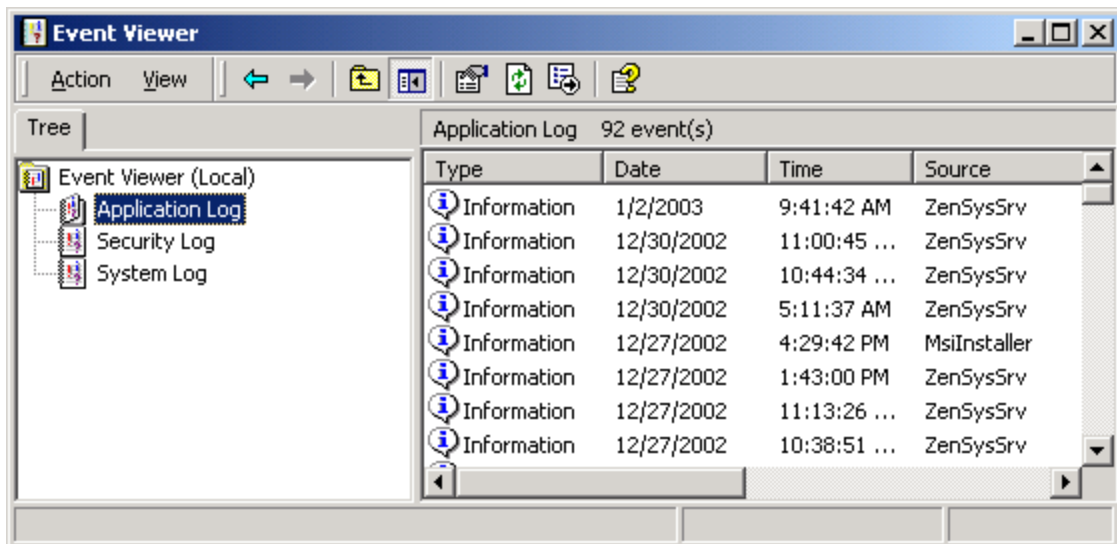 Event Viewer
Action View
Tree
Application Log 92 event(s)
Event Viewer (Local)
Application Log
Security Log
System Log
Type Date Time Source
Information 1/2/2003 9:41:42 AM ZenSysSrv
Information 12/30/2002 11:00:45 ... ZenSysSrv
Information 12/30/2002 10:44:34 ... ZenSysSrv
Information 12/30/2002 5:11:37 AM ZenSysSrv
Information 12/27/2002 4:29:42 PM MsiInstaller
Information 12/27/2002 1:43:00 PM ZenSysSrv
Information 12/27/2002 11:13:26 ... ZenSysSrv
Information 12/27/2002 10:38:51 ... ZenSysSrv